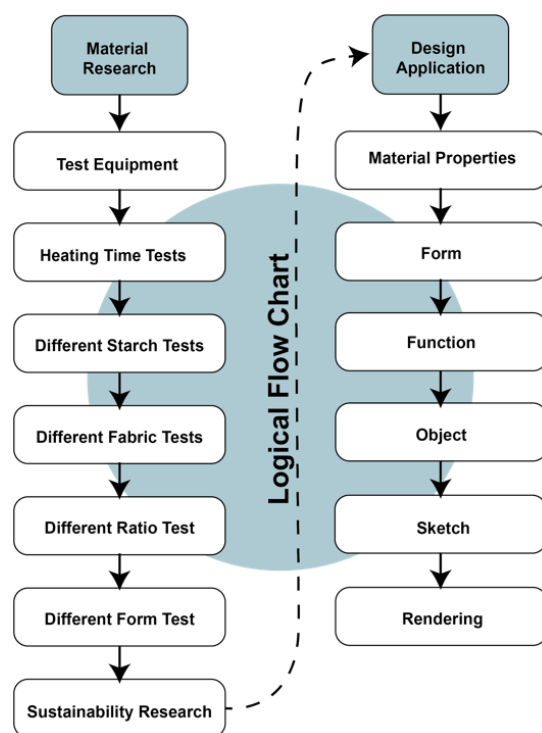 Material
Research
Test Equipment
Heating Time Tests
Different Starch Tests
Different Fabric Tests
Different Ratio Test
Different Form Test
Sustainability Research
Logical Flow Chart
Design
Application
Material Properties
Form
Function
Object
Sketch
Rendering